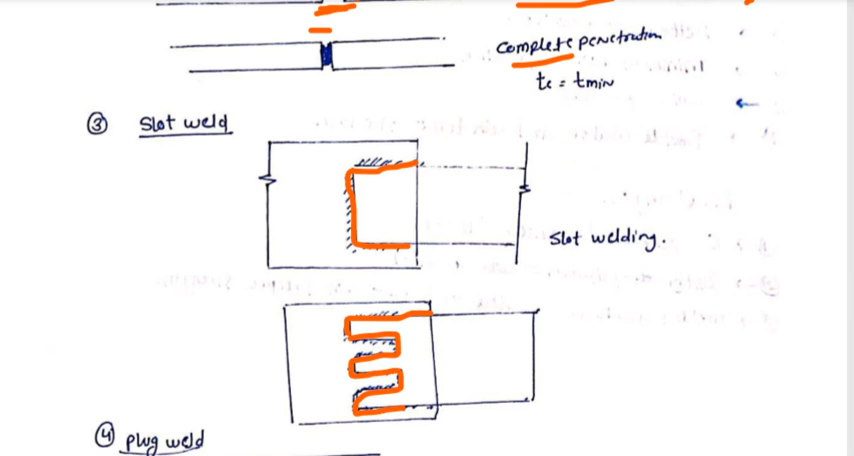 Complete penetration
te = tmin
③ Slot weld
Slot welding.
④ plug weld